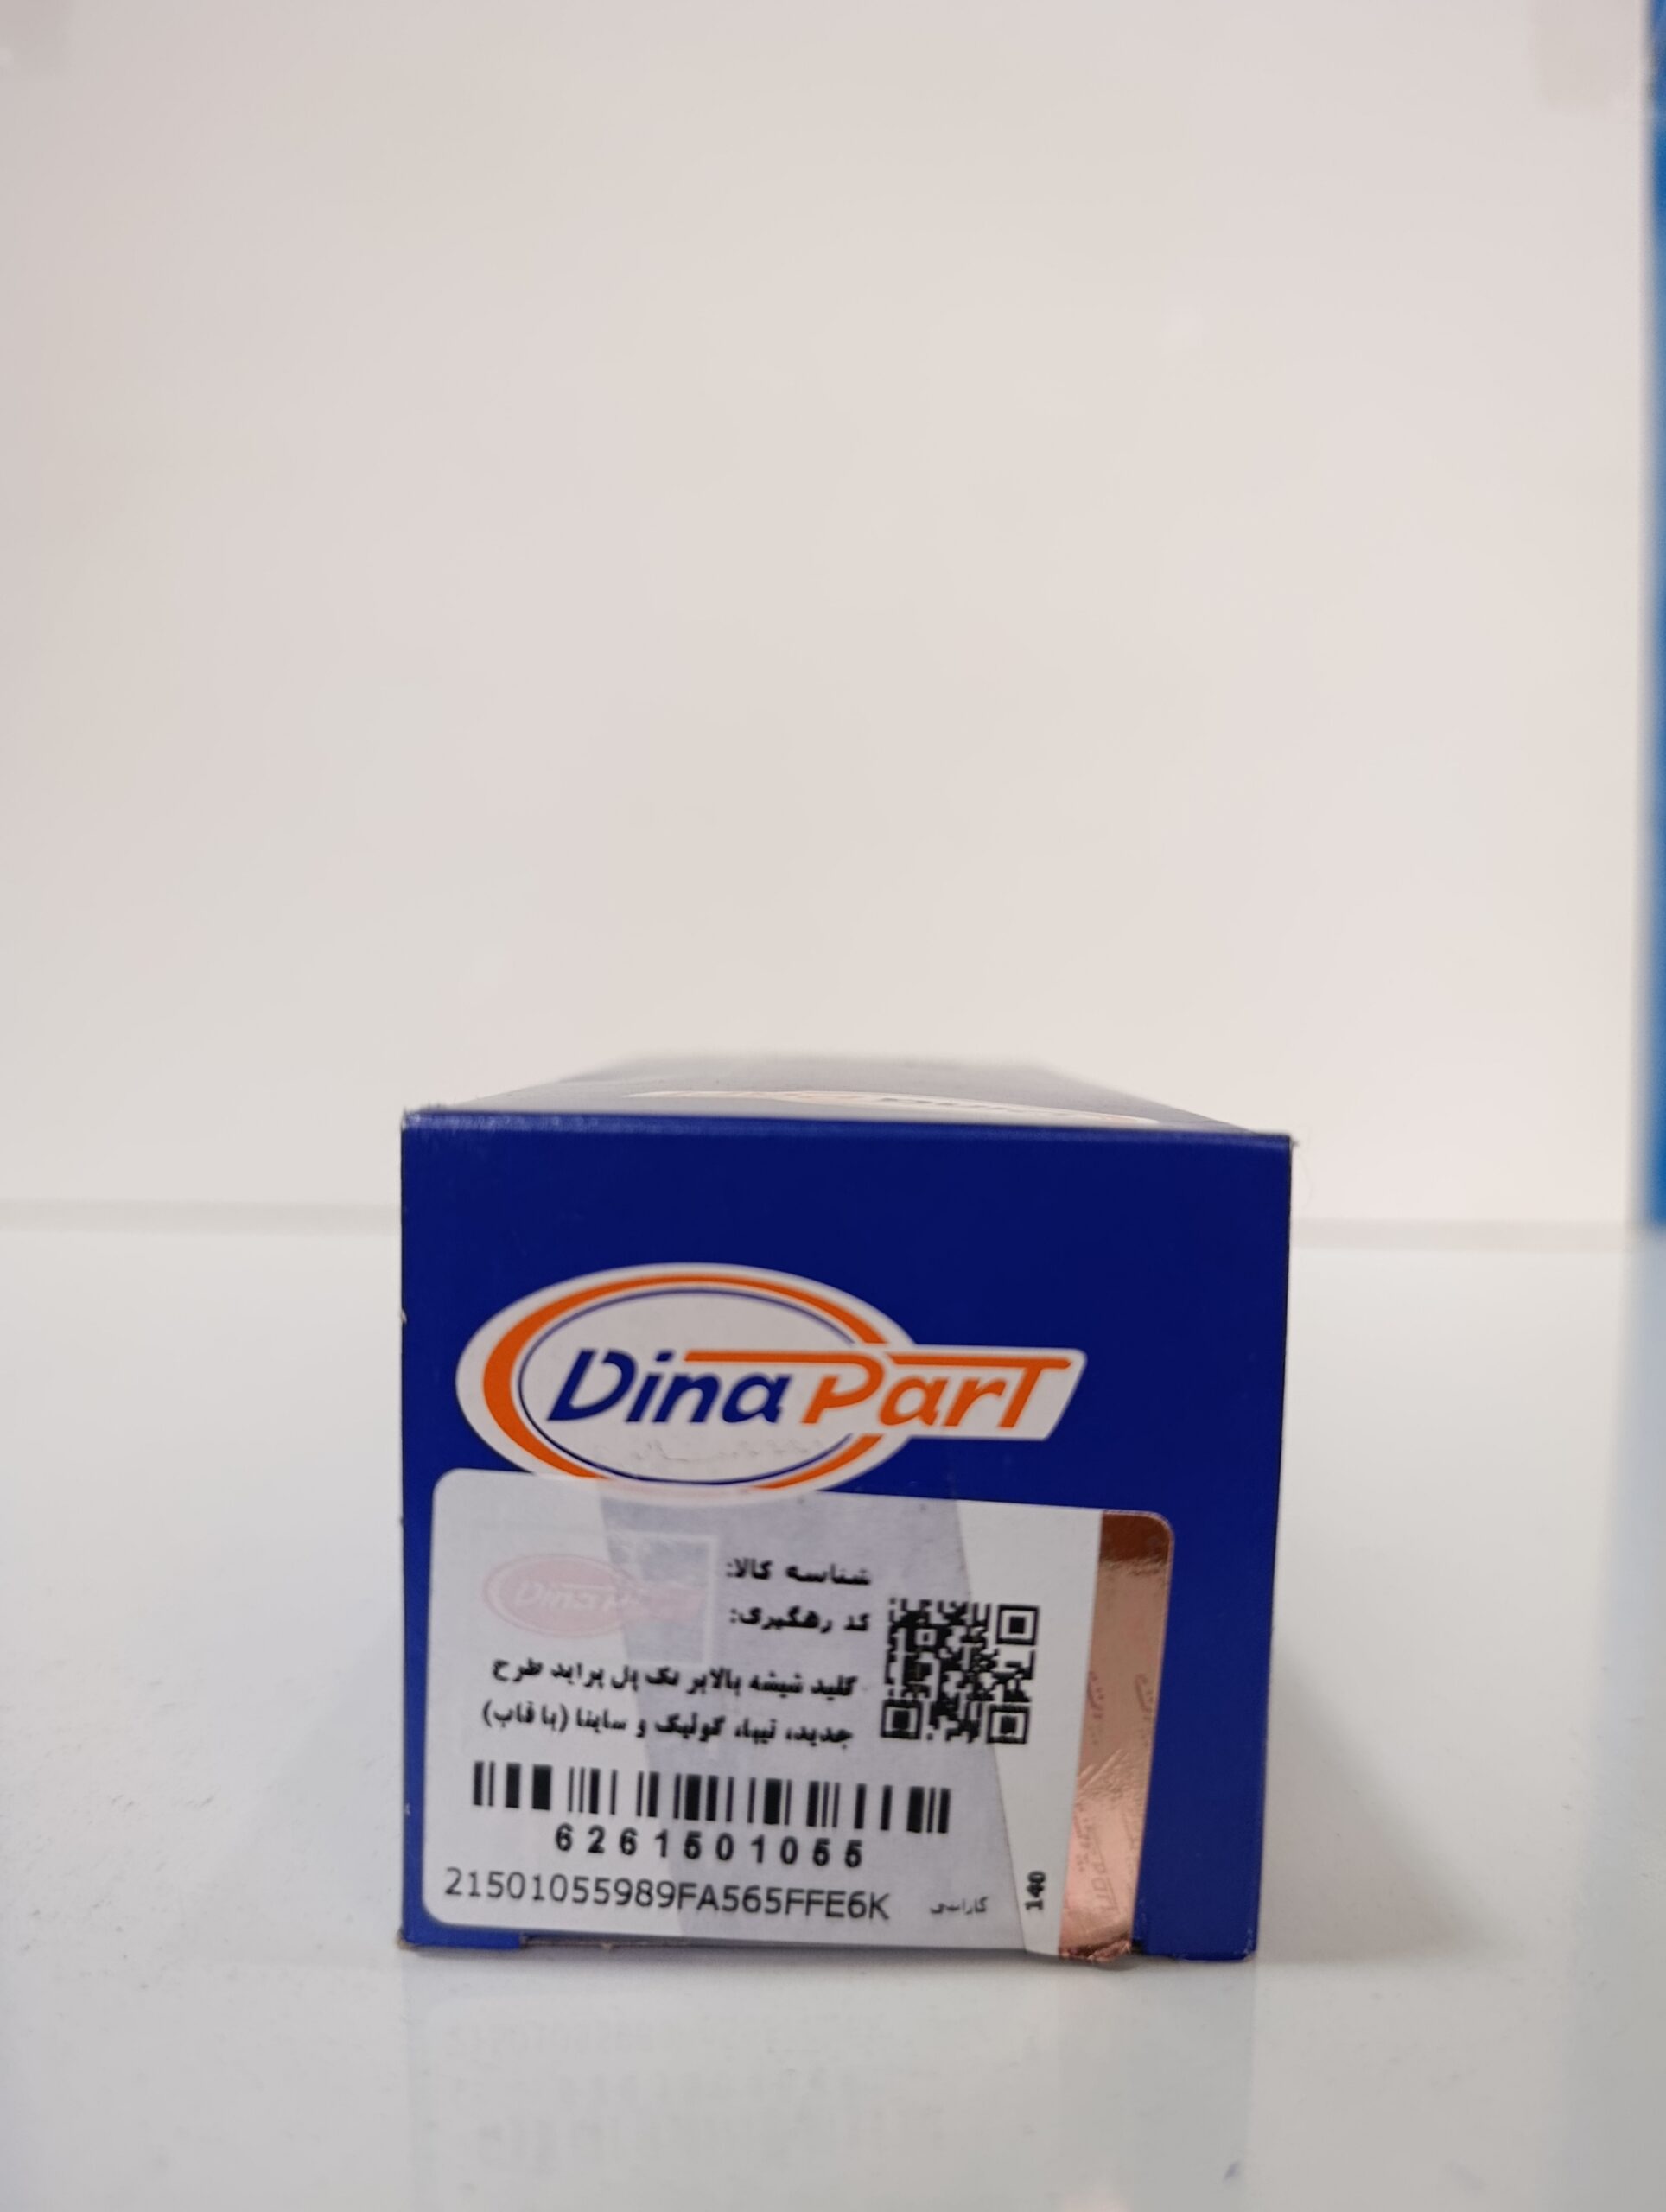 Dina Part
شناسه کالا:
کد رهگیری:
کلید شیشه بالابر تک پل پراید طرح
جدید، تیبا، کوئیک و ساینا (با قاب)
6261501055
21501055989FA565FFE6K
گارانتی
140